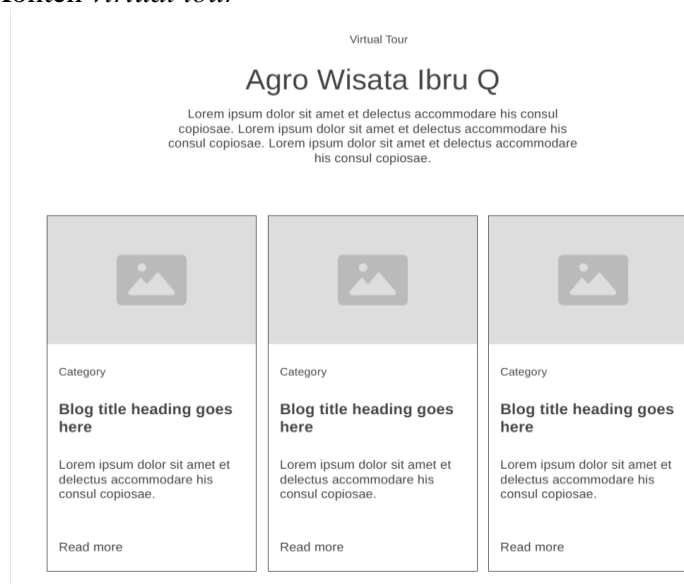 Virtual Tour
Agro Wisata Ibru Q
Lorem ipsum dolor sit amet et delectus accommodare his consul
copiosae. Lorem ipsum dolor sit amet et delectus accommodare his
consul copiosae. Lorem ipsum dolor sit amet et delectus accommodare
his consul copiosae.
Category
Blog title heading goes
here
Lorem ipsum dolor sit amet et
delectus accommodare his
consul copiosae.
Read more
Category
Blog title heading goes
here
Lorem ipsum dolor sit amet et
delectus accommodare his
consul copiosae.
Read more
Category
Blog title heading goes
here
Lorem ipsum dolor sit amet et
delectus accommodare his
consul copiosae.
Read more